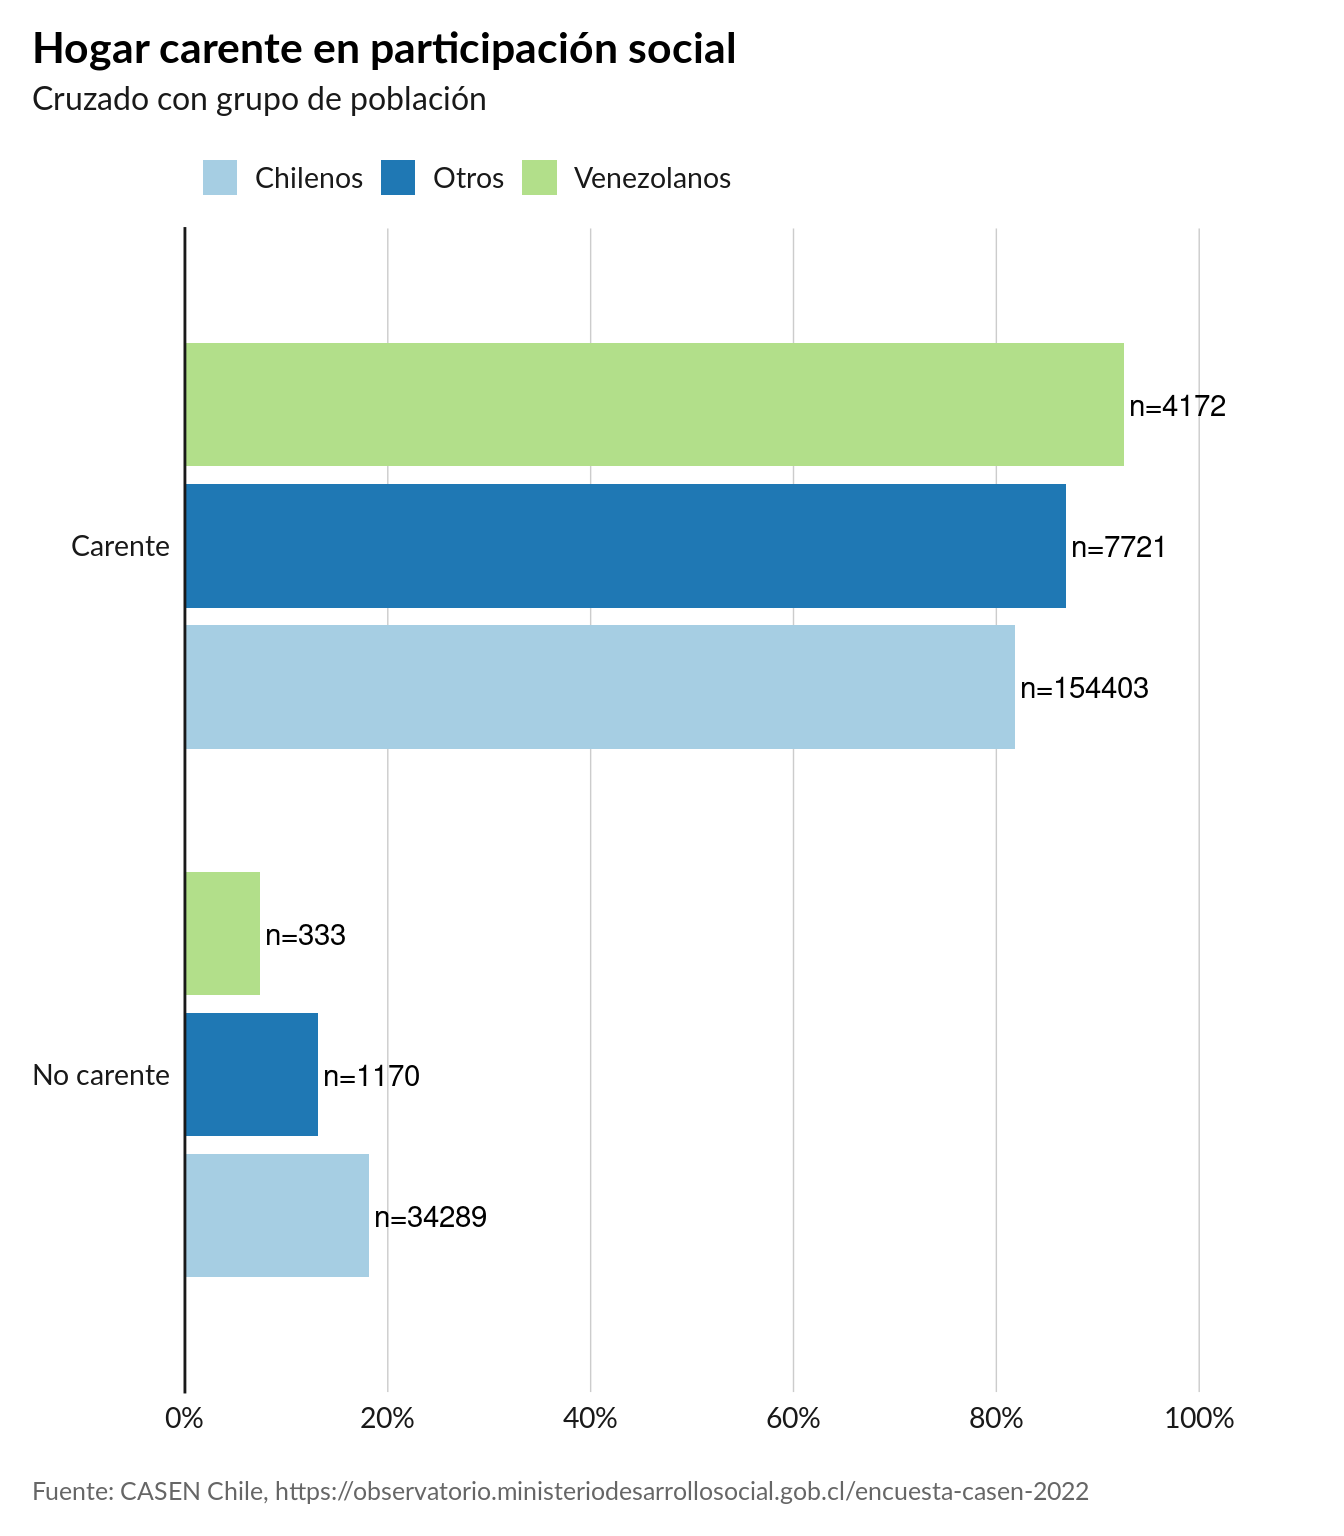 Hogar carente en participación social
Cruzado con grupo de población
Chilenos Otros Venezolanos
n=4172
Carente n=7721
n=154403
n=333
No carente n=1170
n=34289
0% 20% 40% 60% 80% 100%
Fuente: CASEN Chile, https://observatorio.ministeriodesarrollosocial.gob.cl/encuesta-casen-2022